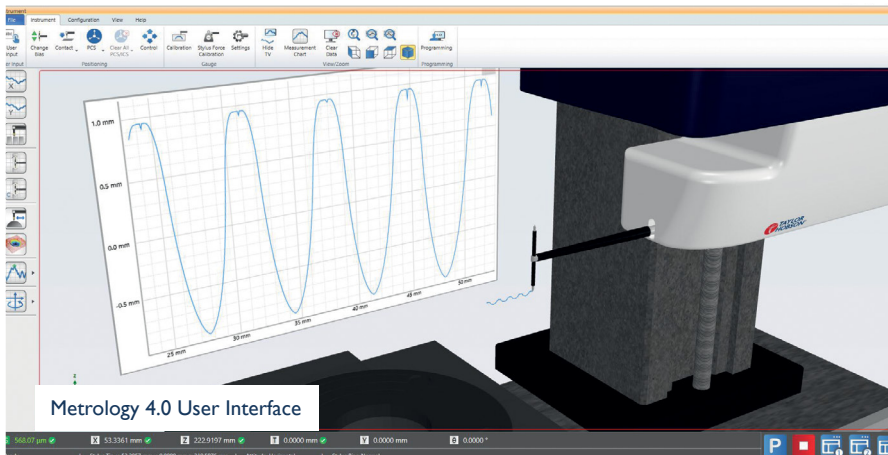 Instrument
File Instrument Configuration View Help
User Input
Change Bias
Contact
PCS
Clear All PCS/CS
Control
Calibration
Stylus Force Calibration
Settings
Hide TV
Measurement Chart
Clear Data
Programming
Positioning Gauge View/Zoom Programming
X
Y
1.0 mm
0.5 mm
0.0 mm
-0.5 mm
25 mm 30 mm 35 mm 40 mm 45 mm 50 mm
TAYLOR
HOBSON
z
Metrology 4.0 User Interface
568.07 µm X 53.3361 mm Z 222.9197 mm T 0.0000 mm Y 0.0000 mm θ 0.0000 °
P